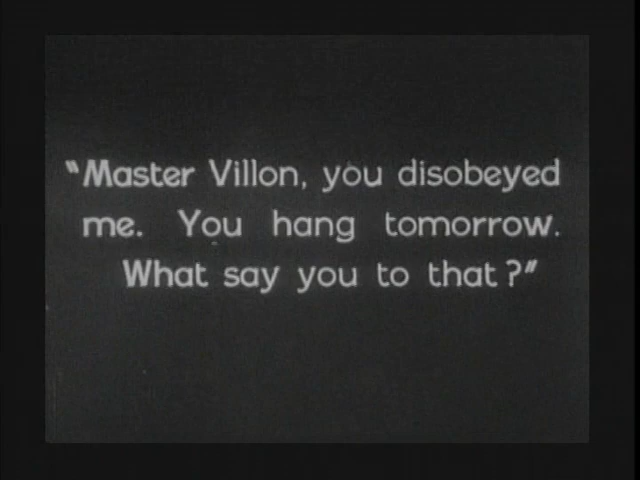 "Master Villon, you disobeyed
me. You hang tomorrow.
What say you to that?"